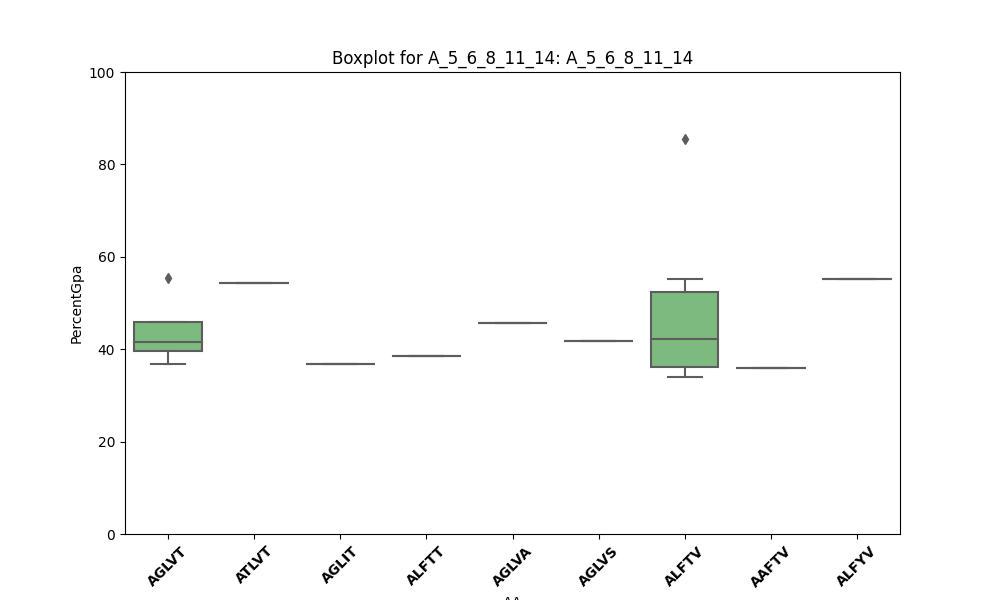 Boxplot for A_5_6_8_11_14: A_5_6_8_11_14
PercentGpa
100
80
60
40
20
0
AGLVT
ATLVT
AGLIT
ALFTT
AGLVA
AGLVS
ALFTV
AAFTV
ALFYV